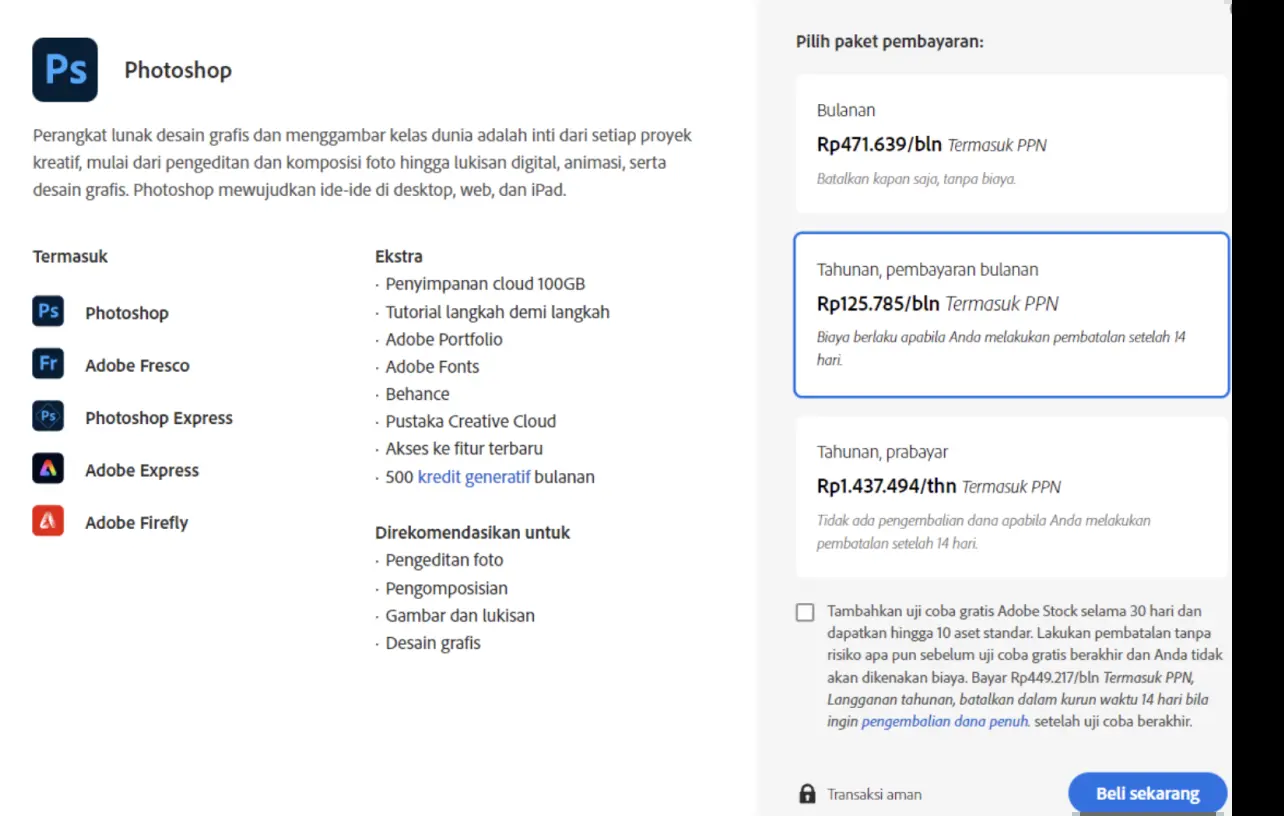 Ps
Photoshop
Perangkat lunak desain grafis dan menggambar kelas dunia adalah inti dari setiap proyek
kreatif, mulai dari pengeditan dan komposisi foto hingga lukisan digital, animasi, serta
desain grafis. Photoshop mewujudkan ide-ide di desktop, web, dan iPad.
Termasuk
Ps Photoshop
Fr Adobe Fresco
Ps Photoshop Express
Adobe Express
Adobe Firefly
Ekstra
· Penyimpanan cloud 100GB
· Tutorial langkah demi langkah
· Adobe Portfolio
· Adobe Fonts
· Behance
· Pustaka Creative Cloud
· Akses ke fitur terbaru
· 500 kredit generatif bulanan
Direkomendasikan untuk
· Pengeditan foto
· Pengomposisian
· Gambar dan lukisan
· Desain grafis
Pilih paket pembayaran:
Bulanan
Rp471.639/bln Termasuk PPN
Batalkan kapan saja, tanpa biaya.
Tahunan, pembayaran bulanan
Rp125.785/bln Termasuk PPN
Biaya berlaku apabila Anda melakukan pembatalan setelah 14
hari.
Tahunan, prabayar
Rp1.437.494/thn Termasuk PPN
Tidak ada pengembalian dana apabila Anda melakukan
pembatalan setelah 14 hari.
Tambahkan uji coba gratis Adobe Stock selama 30 hari dan
dapatkan hingga 10 aset standar. Lakukan pembatalan tanpa
risiko apa pun sebelum uji coba gratis berakhir dan Anda tidak
akan dikenakan biaya. Bayar Rp449.217/bln Termasuk PPN,
Langganan tahunan, batalkan dalam kurun waktu 14 hari bila
ingin pengembalian dana penuh. setelah uji coba berakhir.
Transaksi aman
Beli sekarang